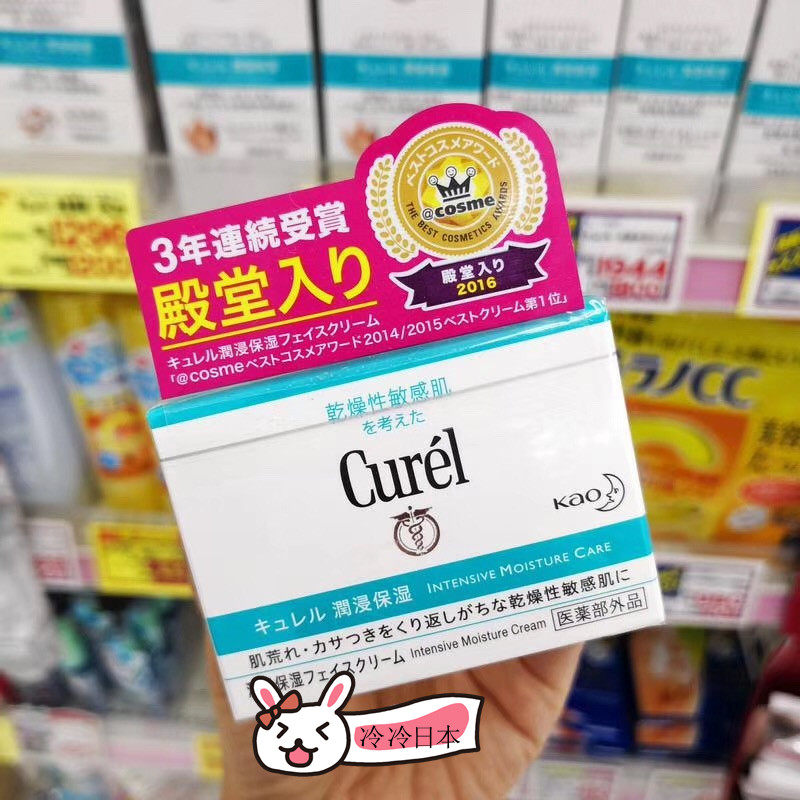 ベストコスメアワード
@cosme
THE BEST COSMETICS AWARDS
殿堂入り
2016
3年連続受賞
殿堂入り
キュレル潤浸保湿フェイスクリーム
「@cosmeベストコスメアワード2014/2015ベストクリーム第1位」
乾燥性敏感肌
を考えた
Curél
Kao
キュレル 潤浸保湿 INTENSIVE MOISTURE CARE
肌荒れ・カサつきをくり返しがちな乾燥性敏感肌に
保湿フェイスクリーム Intensive Moisture Cream 医薬部外品
冷冷日本
ラノCC
1944